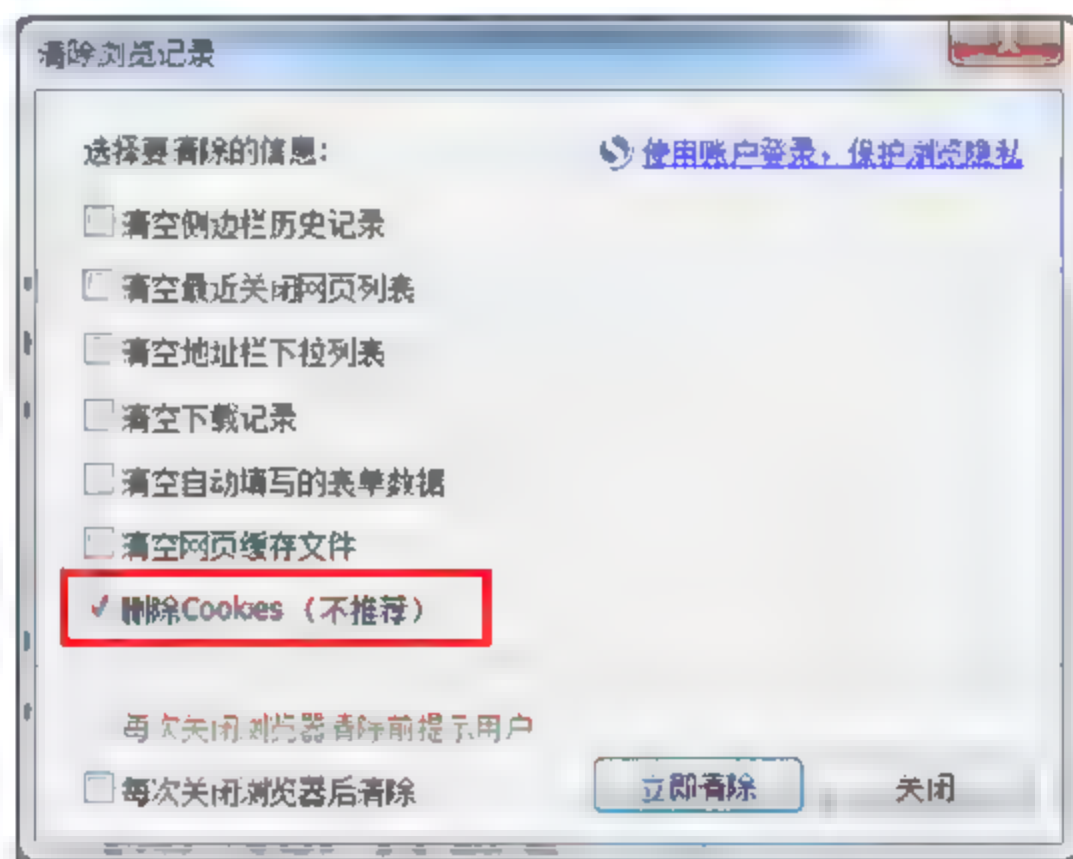 清除浏览记录
选择要清除的信息:
使用账户登录，保护浏览隐私
清空侧边栏历史记录
清空最近关闭网页列表
清空地址栏下拉列表
清空下载记录
清空自动填写的表单数据
清空网页缓存文件
删除Cookies（不推荐）
每次关闭浏览器清除前提示用户
每次关闭浏览器后清除
立即清除
关闭